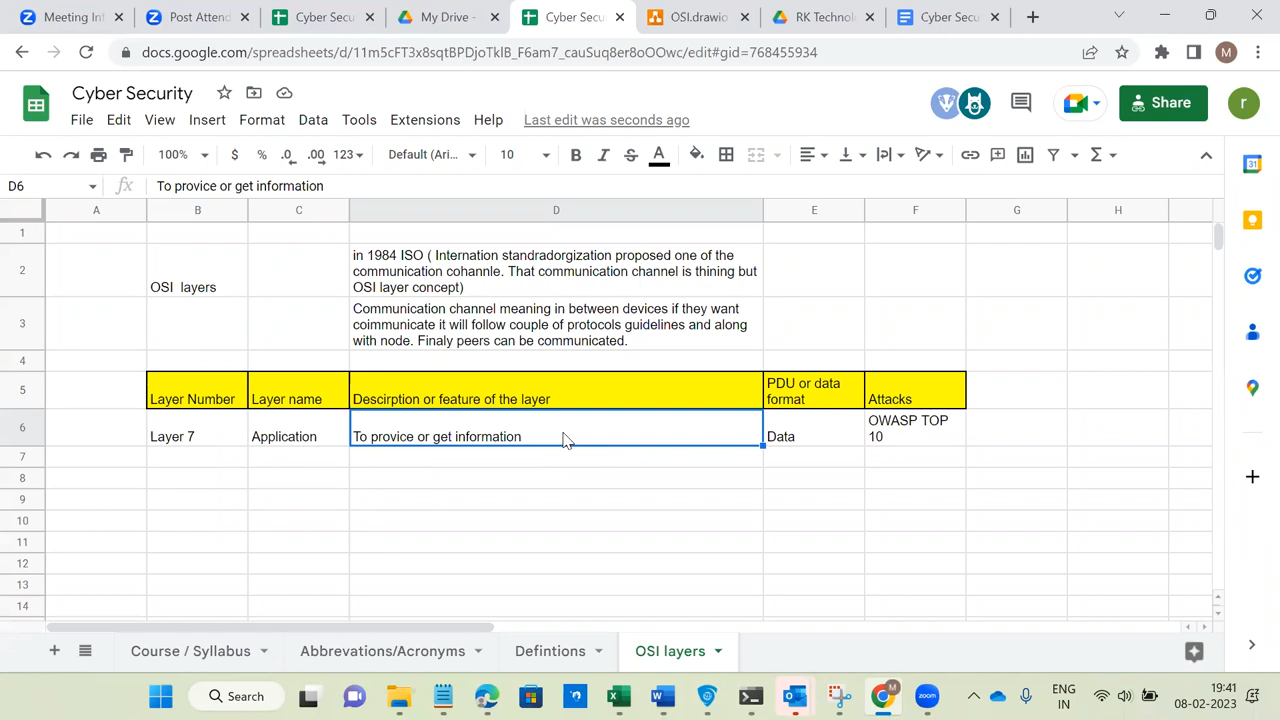 Meeting Inf
Post Attend
Cyber Secu
My Drive -
Cyber Secu
OSI.drawio
RK Technol
Cyber Secu
docs.google.com/spreadsheets/d/11m5cFT3x8sqtBPDjoTklB_F6am7_cauSuq8er8oOOwc/edit#gid=768455934
M
Cyber Security
File Edit View Insert Format Data Tools Extensions Help Last edit was seconds ago
Share
r
100% $ % .0 .00 123 Default (Ari... 10 B I S A
D6 fx To provice or get information
A B C D E F G H
1
2
OSI layers
in 1984 ISO ( Internation standradorgization proposed one of the
communication cohannle. That communication channel is thining but
OSI layer concept)
3
Communication channel meaning in between devices if they want
coimmunicate it will follow couple of protocols guidelines and along
with node. Finaly peers can be communicated.
4
5
Layer Number
Layer name
Descirption or feature of the layer
PDU or data
format
Attacks
6
Layer 7
Application
To provice or get information
Data
OWASP TOP
10
7
8
9
10
11
12
13
14
Course / Syllabus
Abbrevations/Acronyms
Defintions
OSI layers
Search
zoom
ENG
IN
19:41
08-02-2023
31